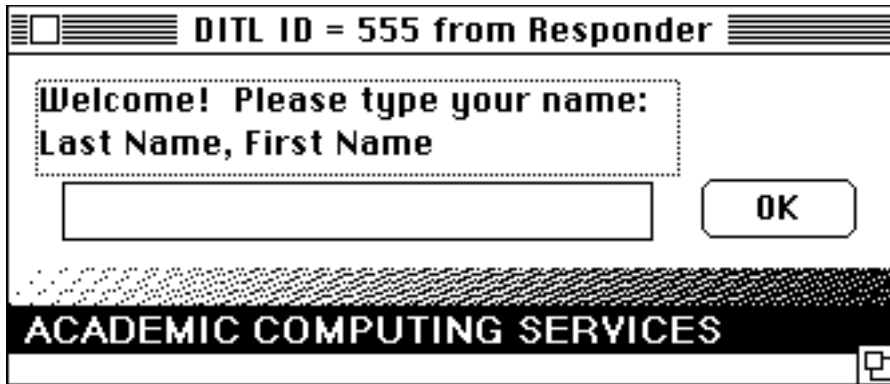 DITL ID = 555 from Responder
Welcome!  Please type your name:
Last Name, First Name
OK
ACADEMIC COMPUTING SERVICES